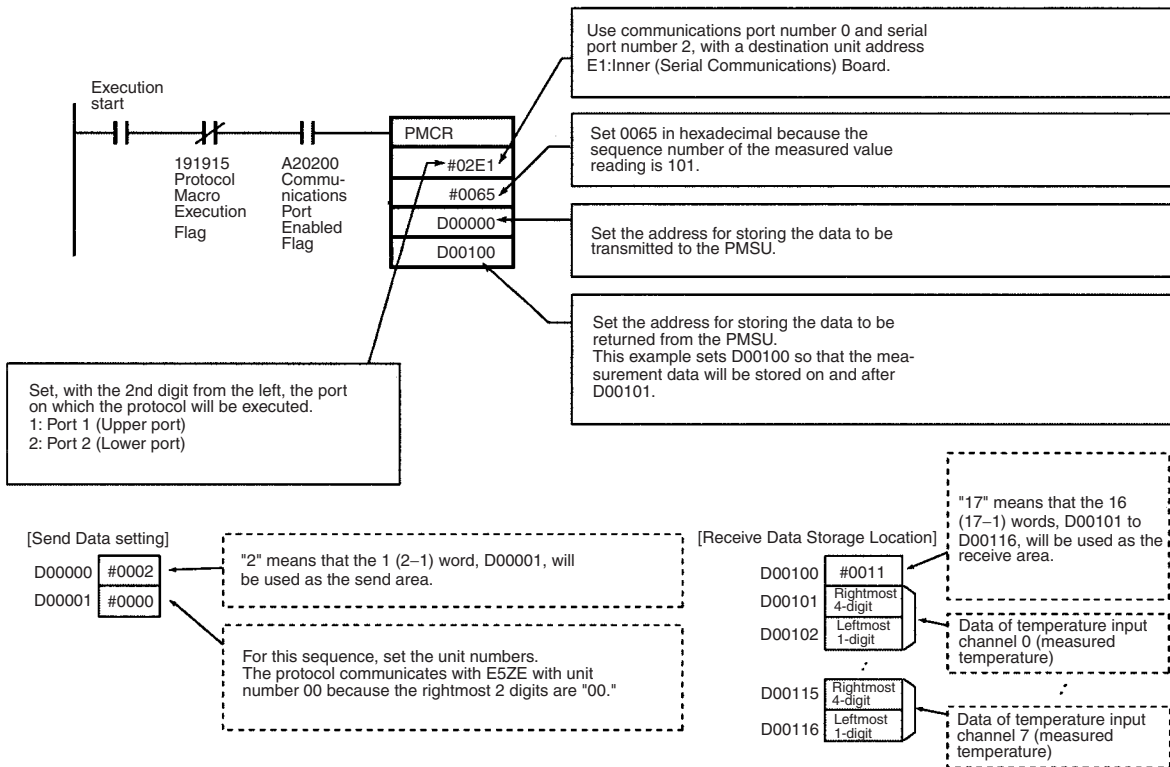 Use communications port number 0 and serial
port number 2, with a destination unit address
E1:Inner (Serial Communications) Board.
Execution
start
PMCR
Set 0065 in hexadecimal because the
sequence number of the measured value
reading is 101.
191915
Protocol
Macro
Execution
Flag
A20200
Commu-
nications
Port
Enabled
Flag
#02E1
#0065
D00000
D00100
Set the address for storing the data to be
transmitted to the PMSU.
Set the address for storing the data to be
returned from the PMSU.
This example sets D00100 so that the mea-
surement data will be stored on and after
D00101.
Set, with the 2nd digit from the left, the port
on which the protocol will be executed.
1: Port 1 (Upper port)
2: Port 2 (Lower port)
[Send Data setting]
D00000 #0002
D00001 #0000
"2" means that the 1 (2–1) word, D00001, will
be used as the send area.
For this sequence, set the unit numbers.
The protocol communicates with E5ZE with unit
number 00 because the rightmost 2 digits are "00."
[Receive Data Storage Location]
"17" means that the 16
(17–1) words, D00101 to
D00116, will be used as the
receive area.
D00100 #0011
D00101 Rightmost
4-digit
D00102 Leftmost
1-digit
Data of temperature input
channel 0 (measured
temperature)
D00115 Rightmost
4-digit
D00116 Leftmost
1-digit
Data of temperature input
channel 7 (measured
temperature)